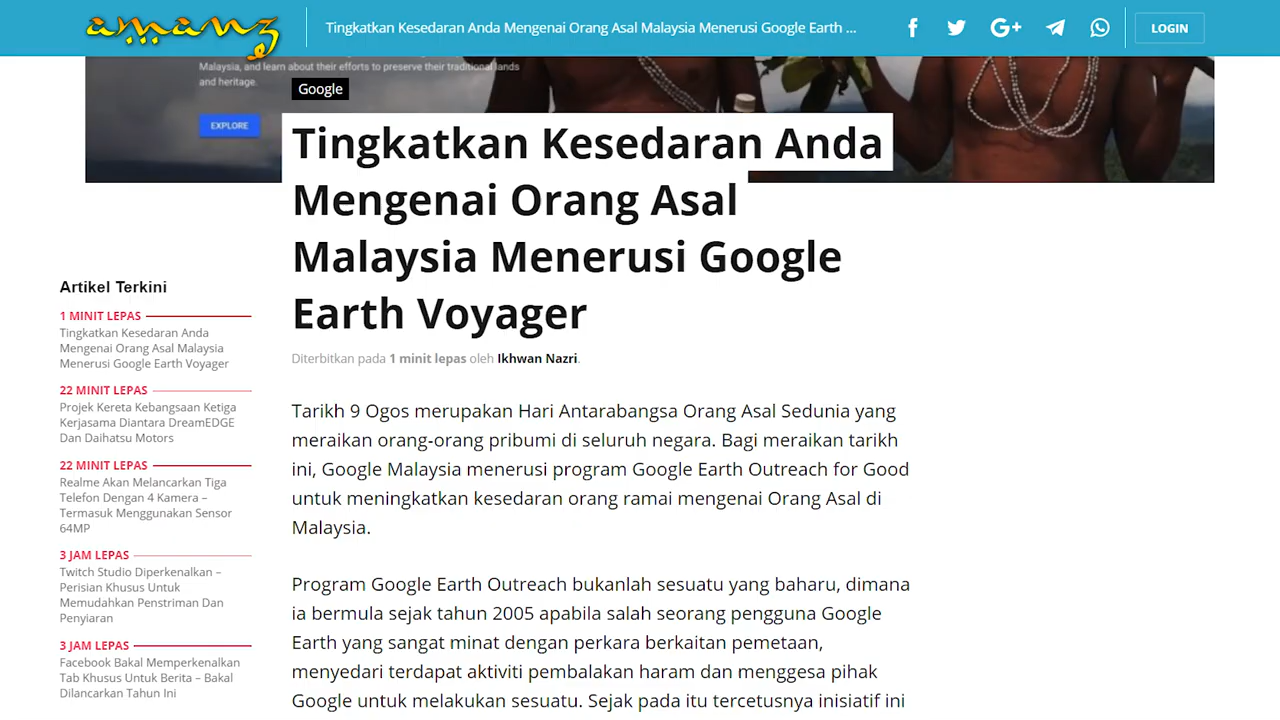 amanz
Tingkatkan Kesedaran Anda Mengenai Orang Asal Malaysia Menerusi Google Earth ...
LOGIN
Malaysia, and learn about their efforts to preserve their traditional lands
and heritage.
EXPLORE
Google
Tingkatkan Kesedaran Anda
Mengenai Orang Asal
Malaysia Menerusi Google
Earth Voyager
Diterbitkan pada 1 minit lepas oleh Ikhwan Nazri.
Artikel Terkini
1 MINIT LEPAS
Tingkatkan Kesedaran Anda
Mengenai Orang Asal Malaysia
Menerusi Google Earth Voyager
22 MINIT LEPAS
Projek Kereta Kebangsaan Ketiga
Kerjasama Diantara DreamEDGE
Dan Daihatsu Motors
22 MINIT LEPAS
Realme Akan Melancarkan Tiga
Telefon Dengan 4 Kamera –
Termasuk Menggunakan Sensor
64MP
3 JAM LEPAS
Twitch Studio Diperkenalkan –
Perisian Khusus Untuk
Memudahkan Penstriman Dan
Penyiaran
3 JAM LEPAS
Facebook Bakal Memperkenalkan
Tab Khusus Untuk Berita – Bakal
Dilancarkan Tahun Ini
Tarikh 9 Ogos merupakan Hari Antarabangsa Orang Asal Sedunia yang
meraikan orang-orang pribumi di seluruh negara. Bagi meraikan tarikh
ini, Google Malaysia menerusi program Google Earth Outreach for Good
untuk meningkatkan kesedaran orang ramai mengenai Orang Asal di
Malaysia.
Program Google Earth Outreach bukanlah sesuatu yang baharu, dimana
ia bermula sejak tahun 2005 apabila salah seorang pengguna Google
Earth yang sangat minat dengan perkara berkaitan pemetaan,
menyedari terdapat aktiviti pembalakan haram dan menggesa pihak
Google untuk melakukan sesuatu. Sejak pada itu tercetusnya inisiatif ini